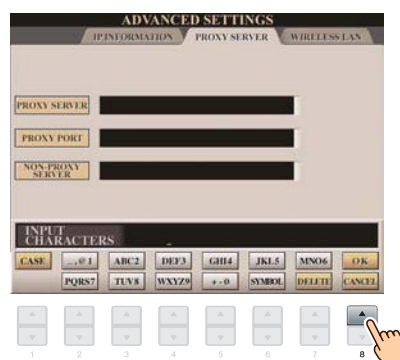 ADVANCED SETTINGS
IP INFORMATION PROXY SERVER WIRELESS LAN
PROXY SERVER
PROXY PORT
NON-PROXY
SERVER
INPUT
CHARACTERS _
CASE _.@1 ABC2 DEF3 GHI4 JKL5 MNO6 OK
PQRS7 TUV8 WXYZ9 +-0 SYMBOL DELETE CANCEL
1 2 3 4 5 6 7 8